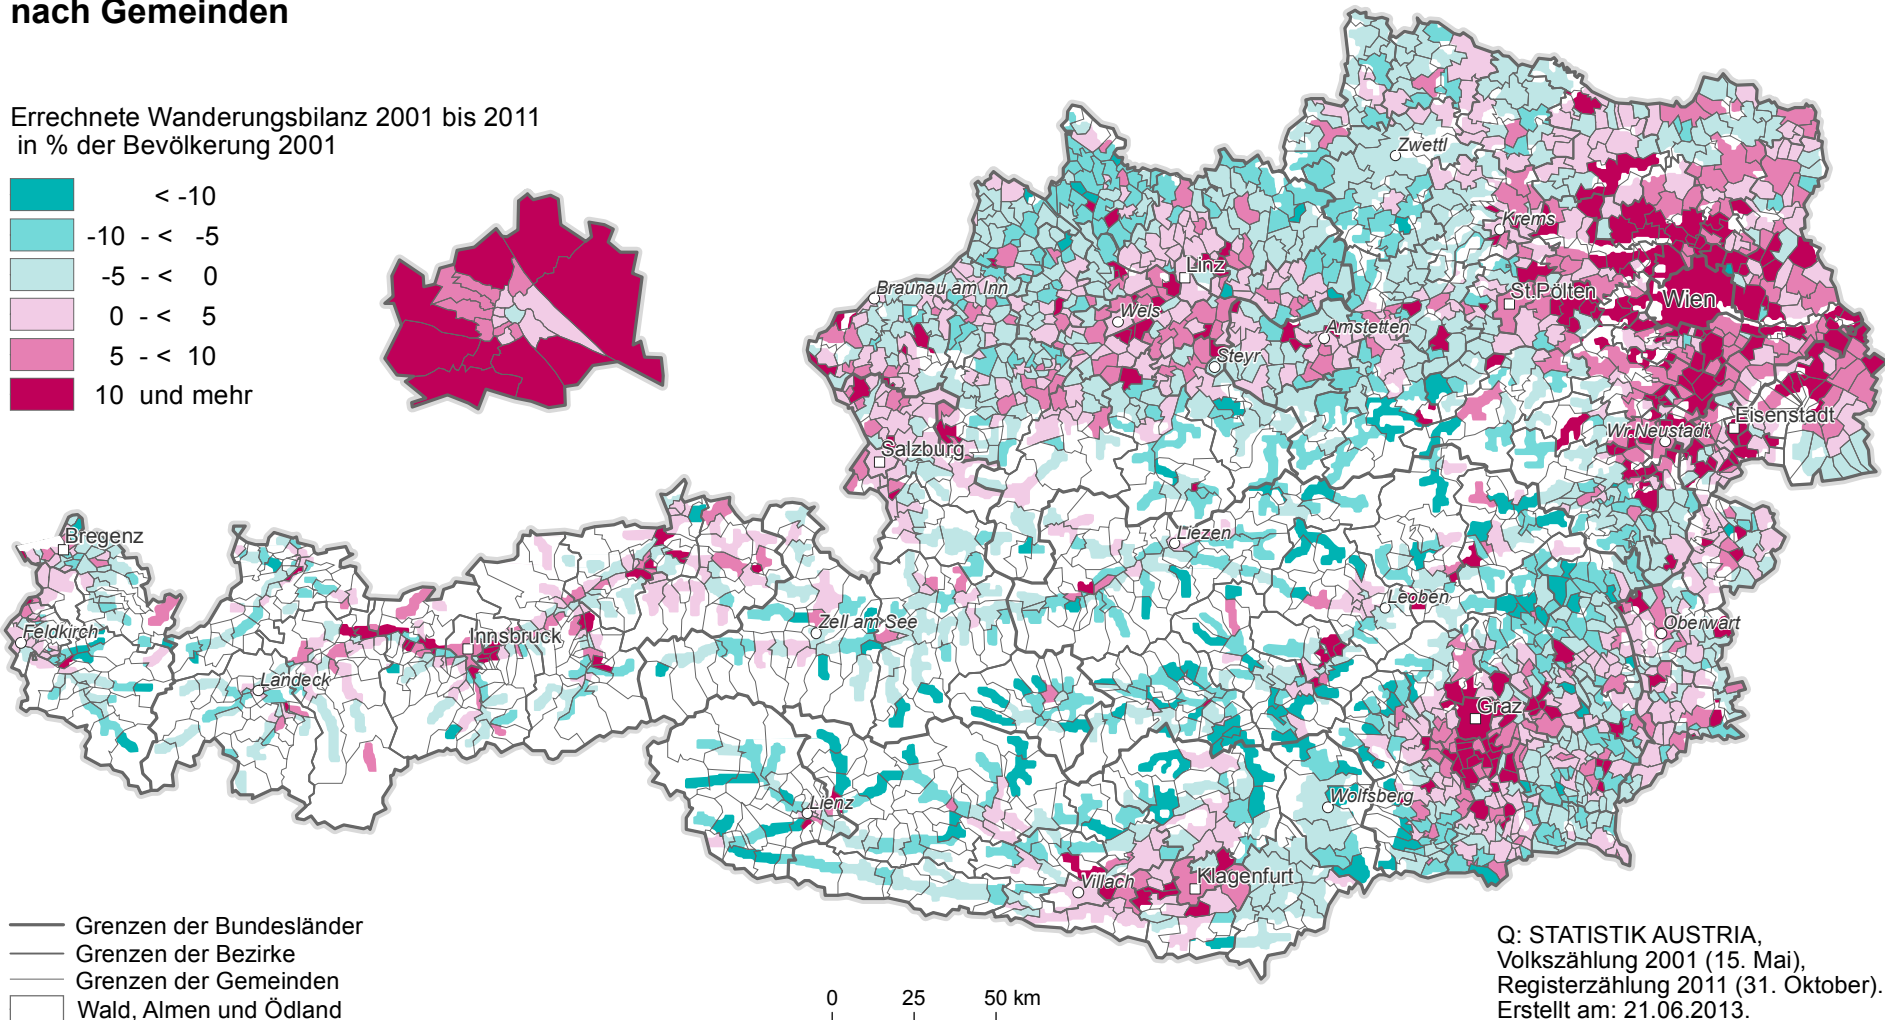 nach Gemeinden
Errechnete Wanderungsbilanz 2001 bis 2011
in % der Bevölkerung 2001
< -10
-10 - < -5
-5 - < 0
0 - < 5
5 - < 10
10 und mehr
Zwettl
Krems
Linz
Braunau am Inn
St.Pölten
Wien
Wels
Amstetten
Steyr
Eisenstadt
Wr.Neustadt
Salzburg
Bregenz
Liezen
Leoben
Feldkirch
Innsbruck
Zell am See
Oberwart
Landeck
Graz
Lienz
Wolfsberg
Villach
Klagenfurt
Grenzen der Bundesländer
Grenzen der Bezirke
Grenzen der Gemeinden
Wald, Almen und Ödland
0 25 50 km
Q: STATISTIK AUSTRIA,
Volkszählung 2001 (15. Mai),
Registerzählung 2011 (31. Oktober).
Erstellt am: 21.06.2013.